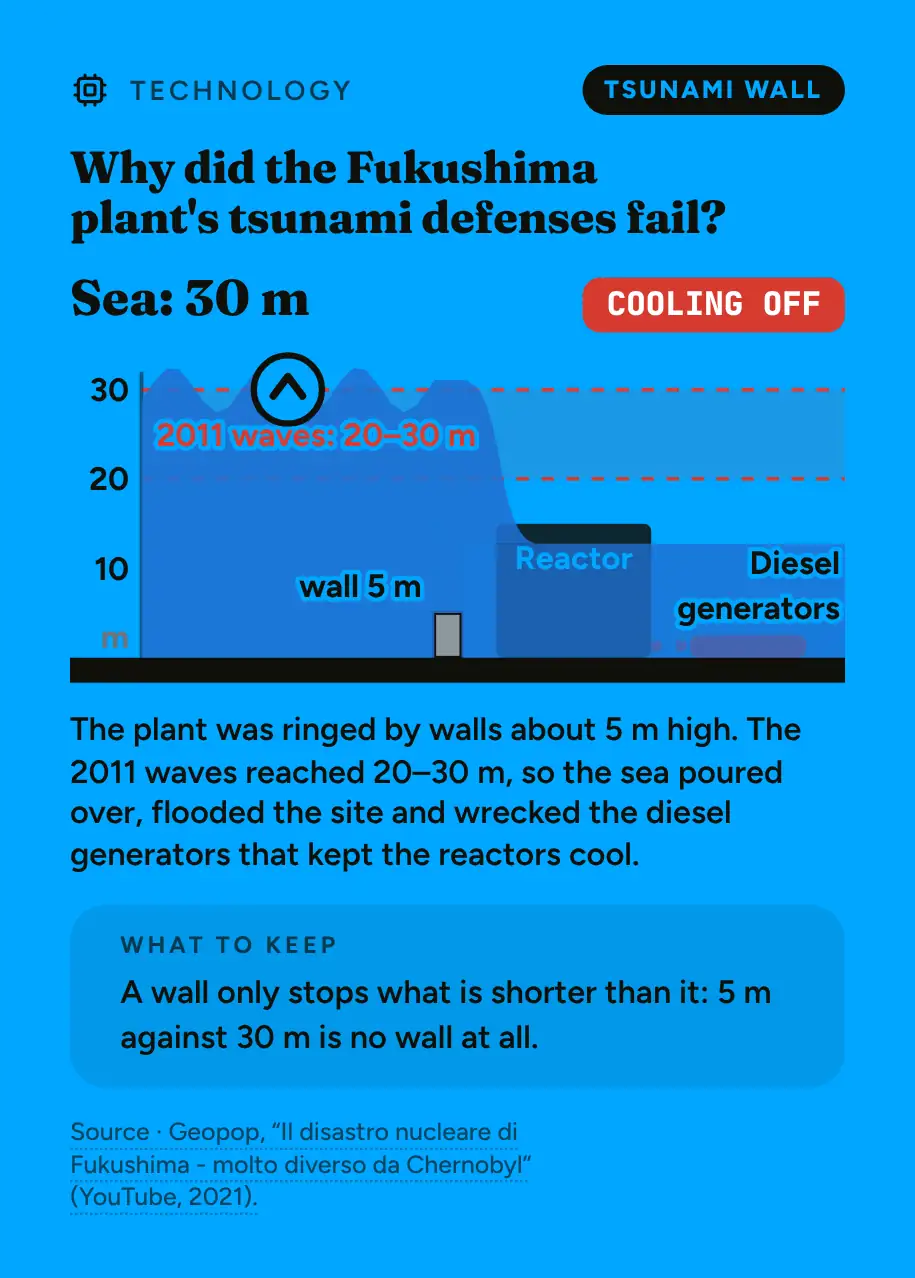 TECHNOLOGY
TSUNAMI WALL
Why did the Fukushima
plant's tsunami defenses fail?
Sea: 30 m
COOLING OFF
30
2011 waves: 20–30 m
20
10
Reactor
Diesel
generators
wall 5 m
m
The plant was ringed by walls about 5 m high. The
2011 waves reached 20–30 m, so the sea poured
over, flooded the site and wrecked the diesel
generators that kept the reactors cool.
WHAT TO KEEP
A wall only stops what is shorter than it: 5 m
against 30 m is no wall at all.
Source · Geopop, “Il disastro nucleare di
Fukushima - molto diverso da Chernobyl”
(YouTube, 2021).